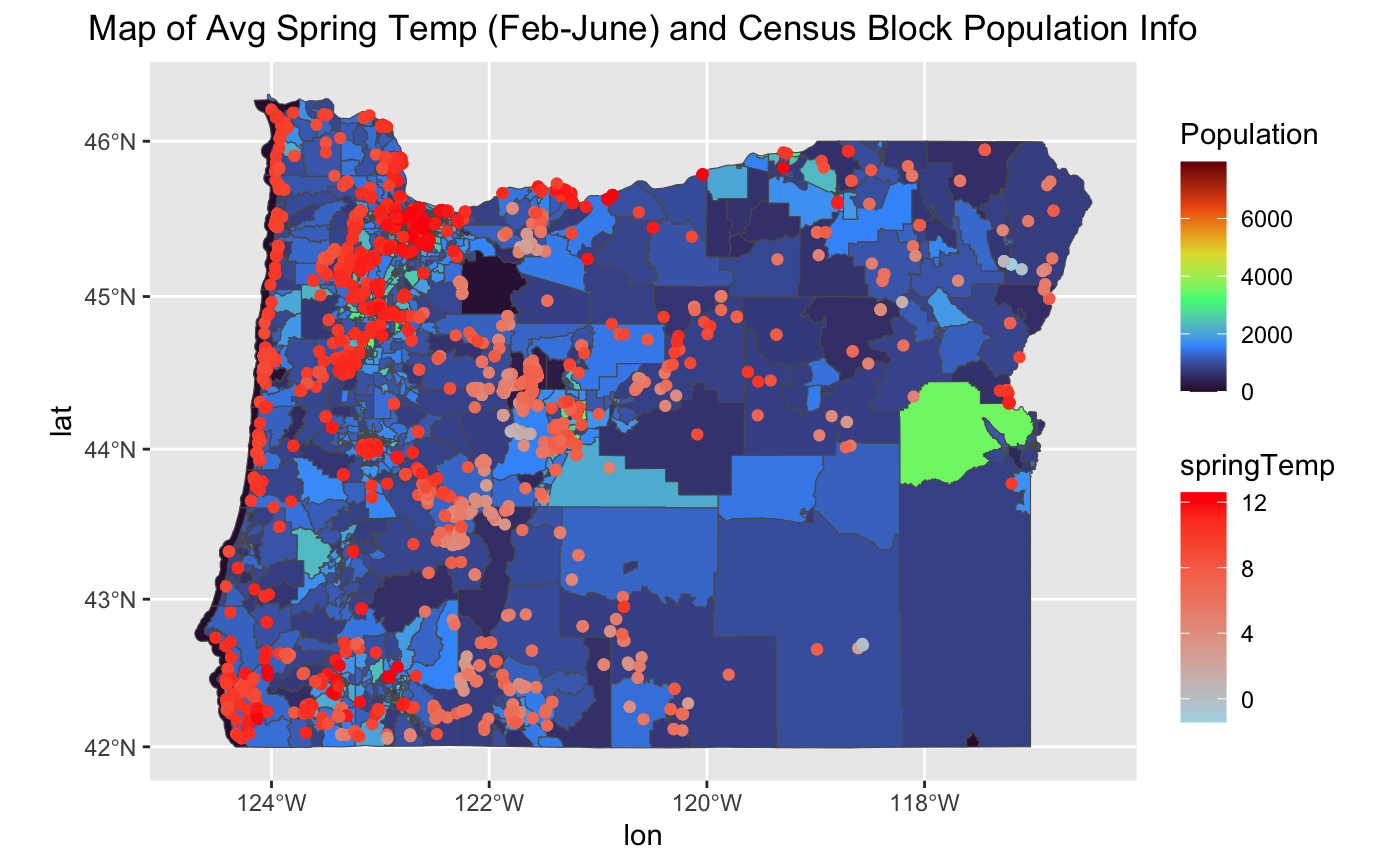 Map of Avg Spring Temp (Feb-June) and Census Block Population Info
46°N
45°N
44°N
43°N
42°N
lat
124°W
122°W
120°W
118°W
lon
Population
6000
4000
2000
0
springTemp
12
8
4
0